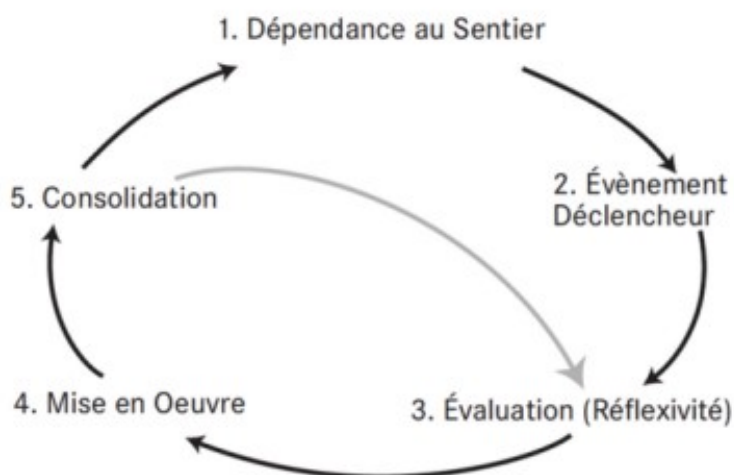 1. Dépendance au Sentier
2. Évènement
Déclencheur
3. Évaluation (Réflexivité)
4. Mise en Oeuvre
5. Consolidation